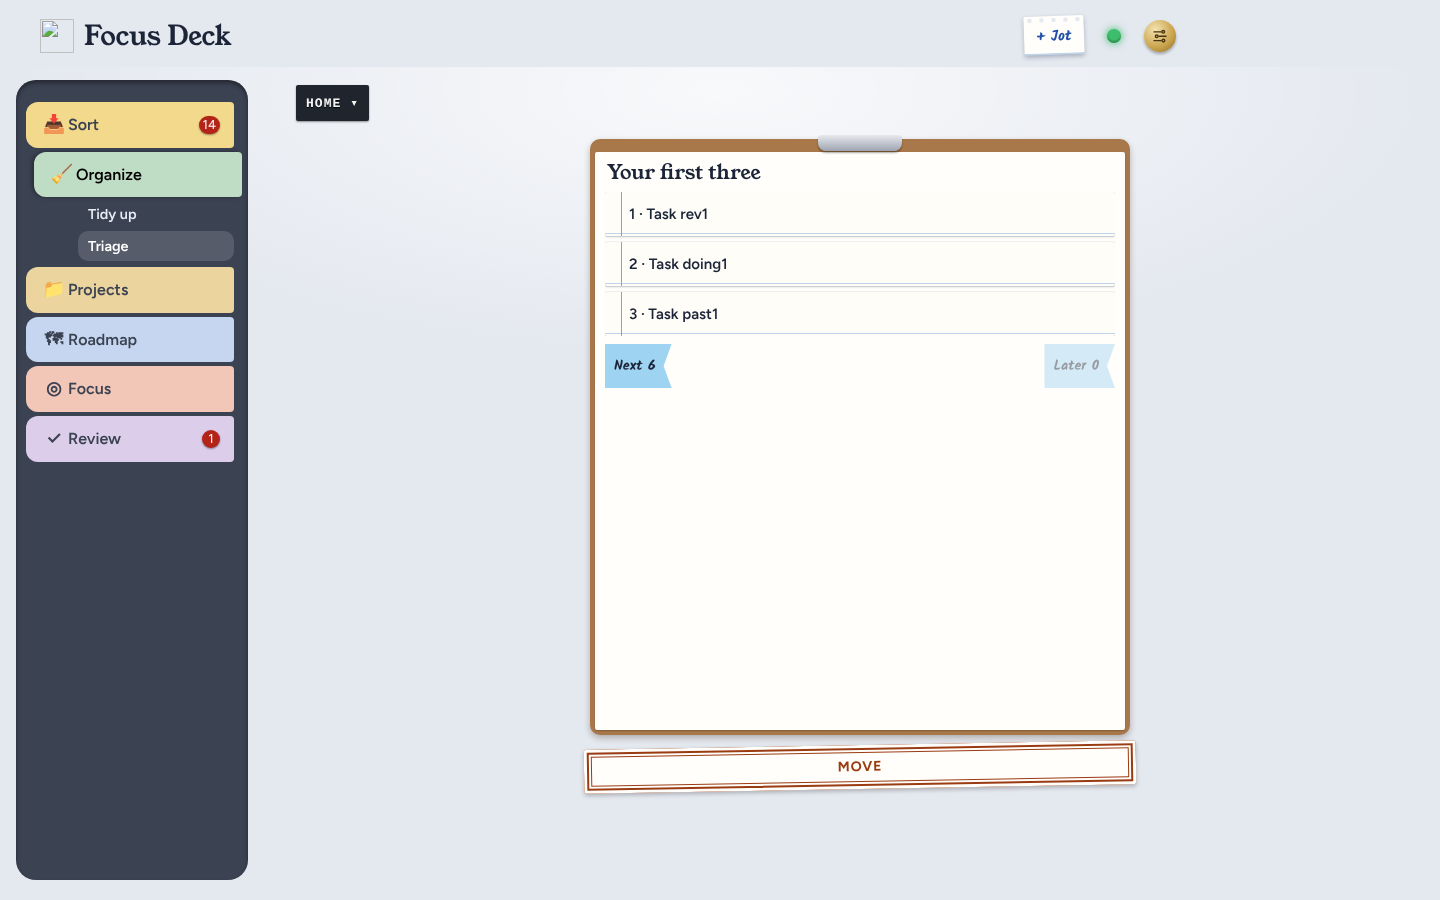 Focus Deck
+ Jot
HOME ▾
Sort 14
Organize
Tidy up
Triage
Projects
Roadmap
Focus
Review 1
Your first three
1 · Task rev1
2 · Task doing1
3 · Task past1
Next 6
Later 0
MOVE